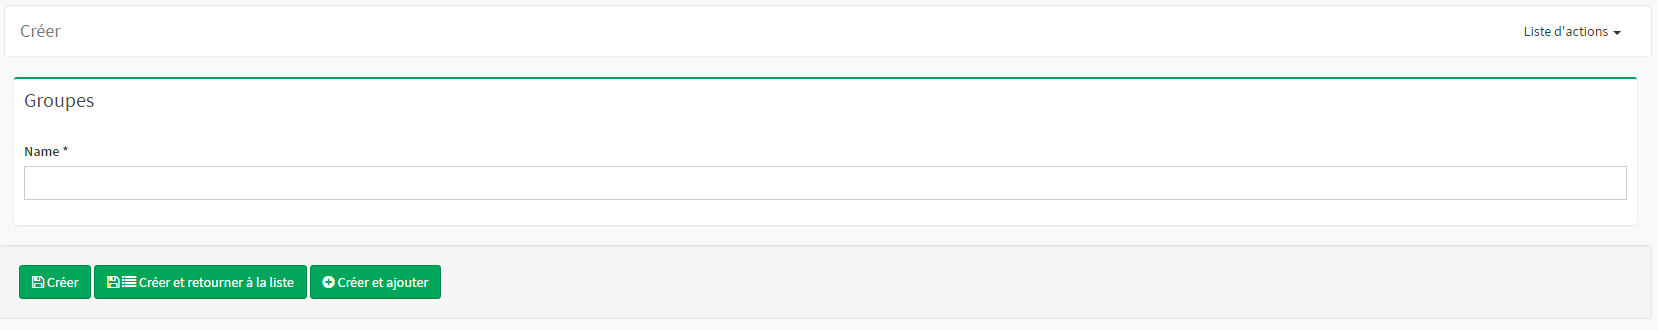 Créer
Liste d'actions
Groupes
Name *
Créer
Créer et retourner à la liste
Créer et ajouter